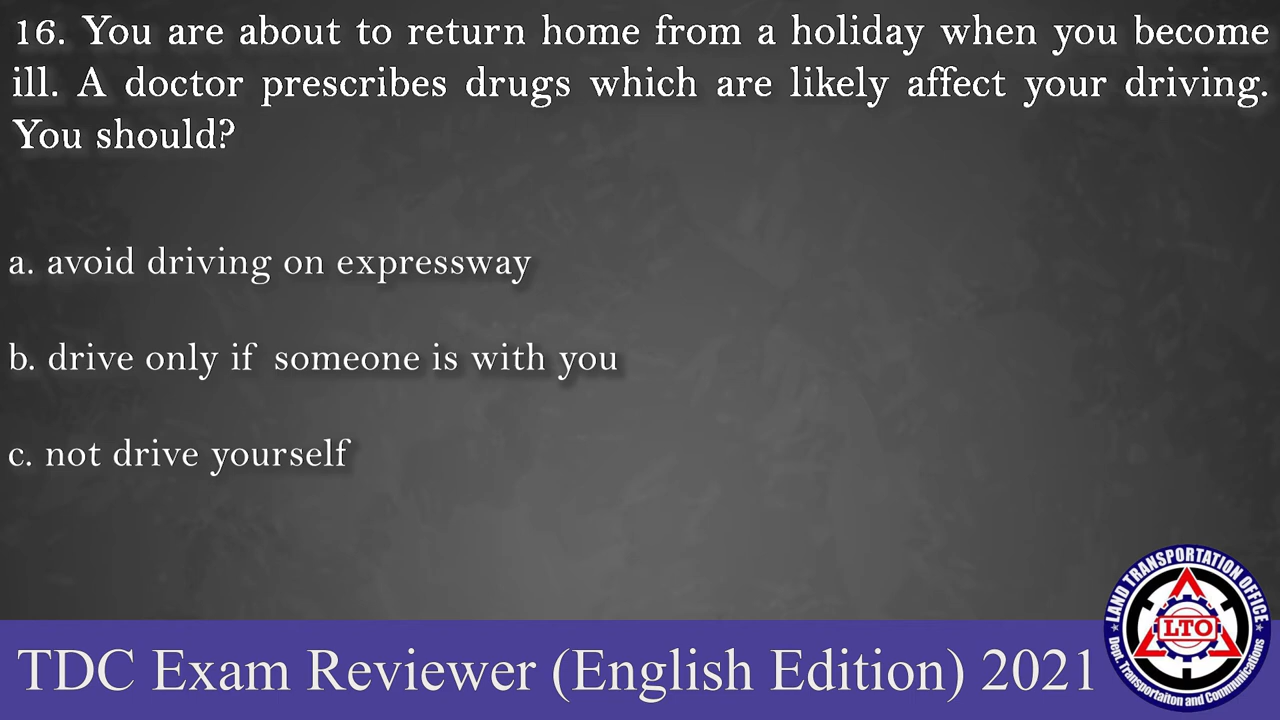 16. You are about to return home from a holiday when you become
ill. A doctor prescribes drugs which are likely affect your driving.
You should?
a. avoid driving on expressway
b. drive only if someone is with you
c. not drive yourself
TDC Exam Reviewer (English Edition) 2021
LAND TRANSPORTATION OFFICE
LTO
Dept. Transportaiton and Communications